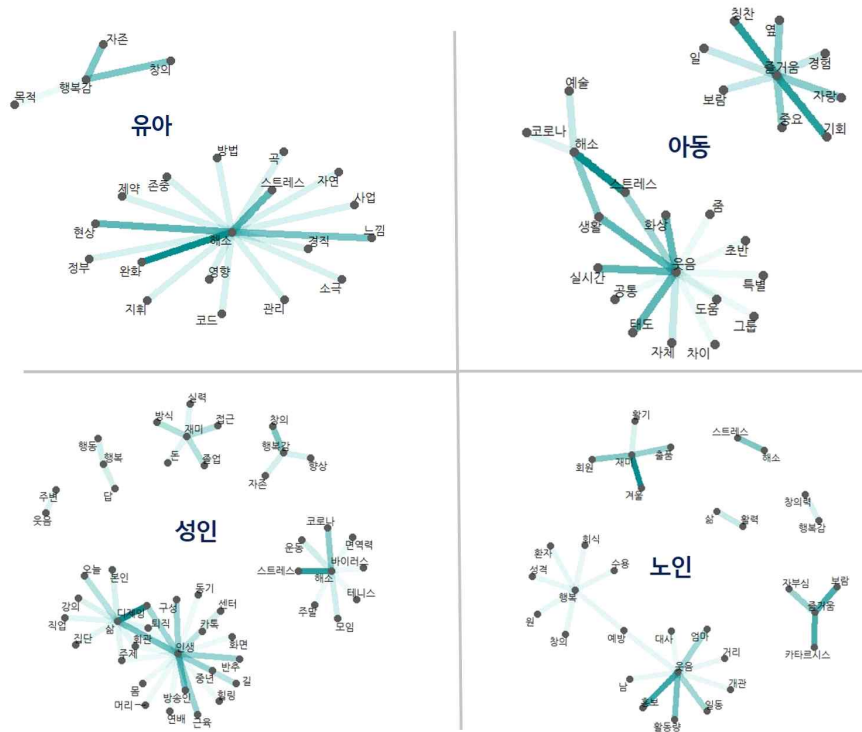 자존
창의
행복감
목적
유아
방법
곡
존중
스트레스
자연
제약
사업
현상
해소
느낌
정부
완화
영향
경직
소극
지휘
코드
관리
칭찬
옆
일
즐거움
경험
보람
자랑
중요
기회
예술
코로나
해소
아동
스트레스
생활
화상
춤
초반
웃음
실시간
특별
공통
도움
태도
그룹
자체
차이
실력
방식
접근
재미
돈
졸업
창의
행복감
향상
자존
행동
행복
답
주변
웃음
성인
코로나
운동
면역력
바이러스
스트레스
해소
테니스
주말
모임
오늘
본인
동기
구성
센터
강의
디제잉
퇴직
카톡
직업
삶
집단
회관
인생
화면
주제
반추
몸
중년
길
방송인
힐링
머리
연배
근육
활기
회원
재미
출품
겨울
스트레스
해소
삶
활력
창의력
행복감
노인
환자
회식
성격
수용
행복
원
창의
예방
자부심
보람
즐거움
카타르시스
대사
엄마
거리
웃음
남
개관
홍보
활동량
일동